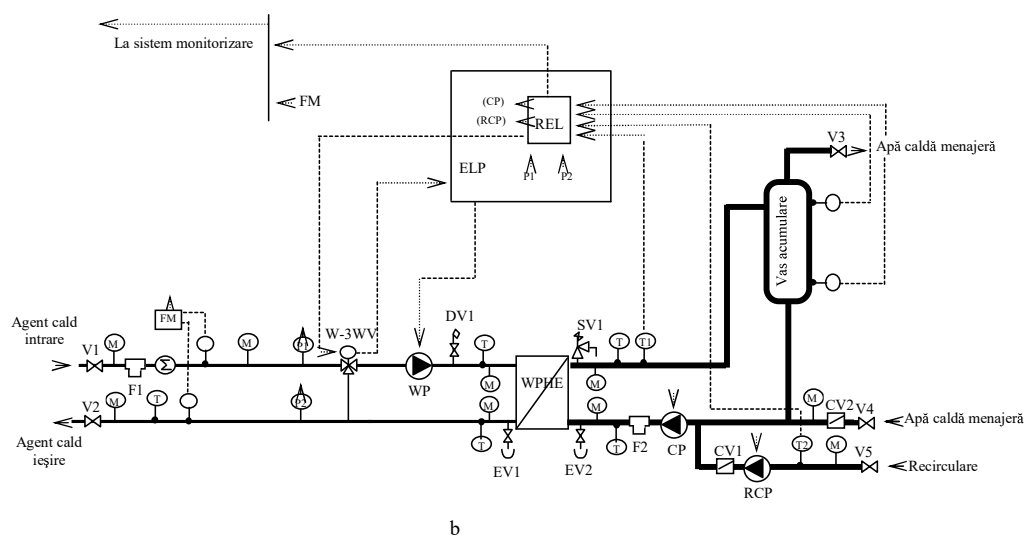 La sistem monitorizare
FM
(CP)
(RCP)
REL
ELP
P1
P2
V3
Apă caldă menajeră
Vas acumulare
FM
Agent cald
intrare
V1
M
F1
Σ
M
P1
W-3WV
WP
DV1
T
M
WPHE
SV1
M
T
T1
V2
M
T
P2
M
T
EV1
M
EV2
T
F2
CP
M
CV2
V4
Apă caldă menajeră
Agent cald
ieşire
CV1
RCP
T2
M
V5
Recirculare
b